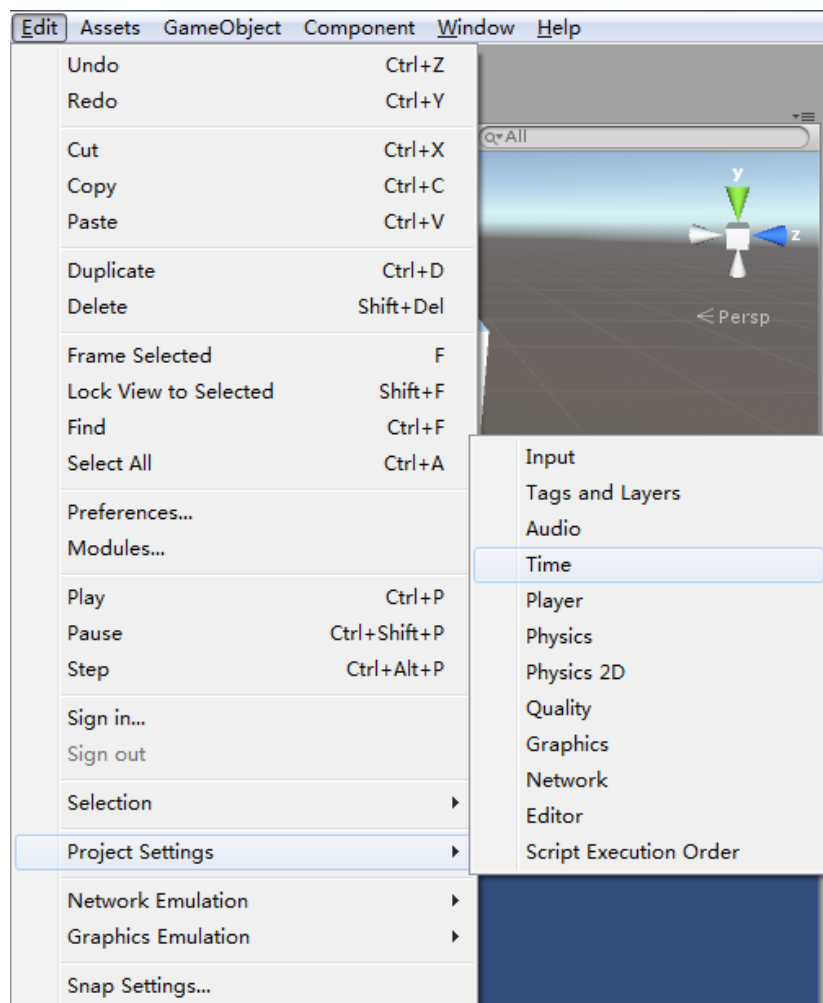 Edit Assets GameObject Component Window Help
Undo Ctrl+Z
Redo Ctrl+Y
Cut Ctrl+X
Copy Ctrl+C
Paste Ctrl+V
Duplicate Ctrl+D
Delete Shift+Del
Frame Selected F
Lock View to Selected Shift+F
Find Ctrl+F
Select All Ctrl+A
Preferences...
Modules...
Play Ctrl+P
Pause Ctrl+Shift+P
Step Ctrl+Alt+P
Sign in...
Sign out
Selection
Project Settings
Network Emulation
Graphics Emulation
Snap Settings...
All
y
z
Persp
Input
Tags and Layers
Audio
Time
Player
Physics
Physics 2D
Quality
Graphics
Network
Editor
Script Execution Order